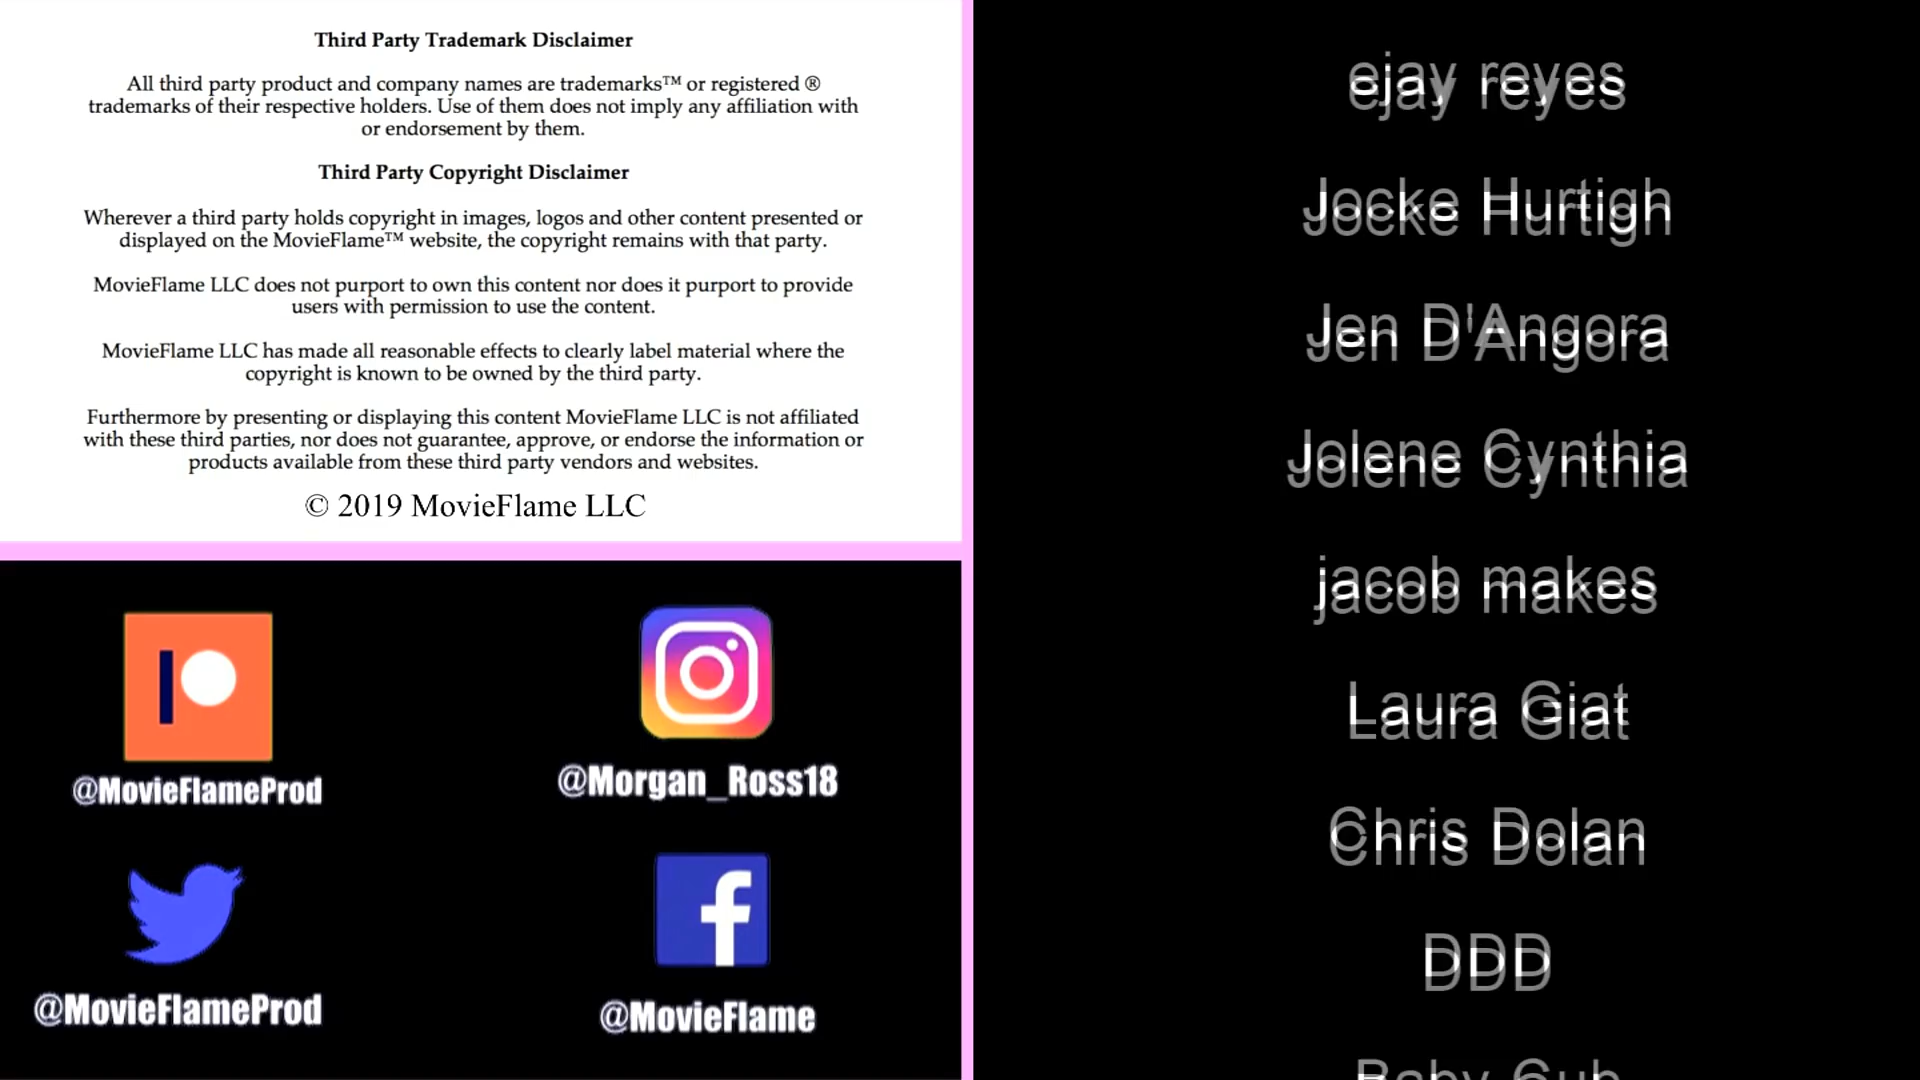 Third Party Trademark Disclaimer
All third party product and company names are trademarks™ or registered ®
trademarks of their respective holders. Use of them does not imply any affiliation with
or endorsement by them.
Third Party Copyright Disclaimer
Wherever a third party holds copyright in images, logos and other content presented or
displayed on the MovieFlame™ website, the copyright remains with that party.
MovieFlame LLC does not purport to own this content nor does it purport to provide
users with permission to use the content.
MovieFlame LLC has made all reasonable effects to clearly label material where the
copyright is known to be owned by the third party.
Furthermore by presenting or displaying this content MovieFlame LLC is not affiliated
with these third parties, nor does not guarantee, approve, or endorse the information or
products available from these third party vendors and websites.
© 2019 MovieFlame LLC
@MovieFlameProd
@Morgan_Ross18
@MovieFlameProd
@MovieFlame
ejay reyes
Jocke Hurtigh
Jen D'Angora
Jolene Cynthia
jacob makes
Laura Giat
Chris Dolan
DDD
Baby Cub